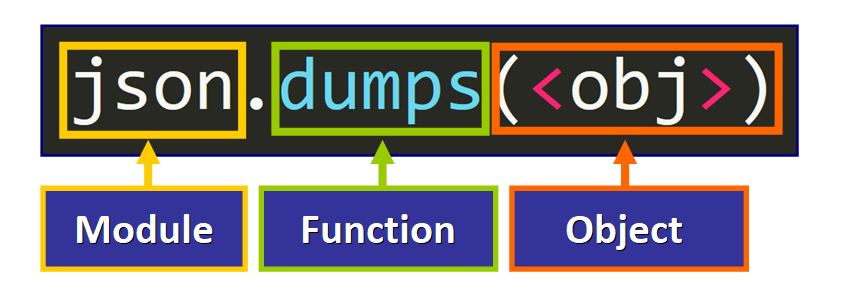 json.dumps(<obj>)
Module Function Object